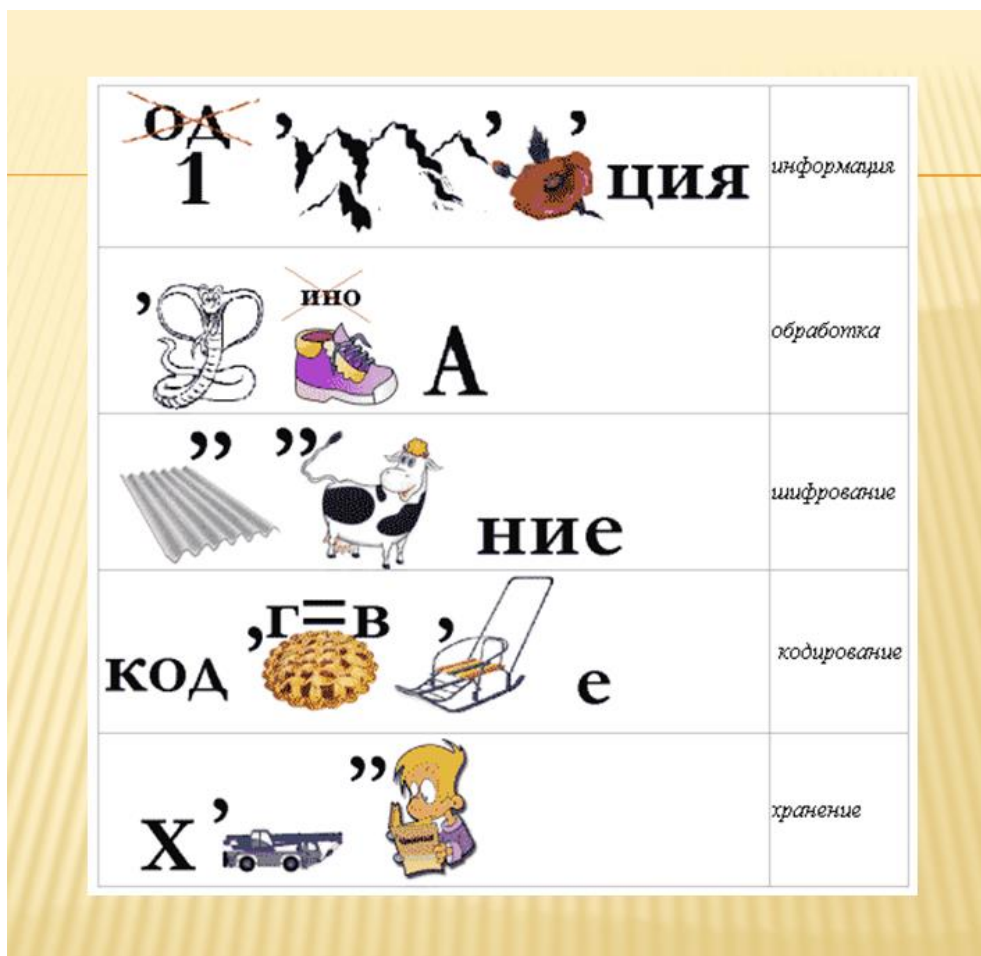 од
1 ’ ’ ’ ция
информация
’ ино А
обработка
” ” ние
шифрование
код ,г=в ’ е
кодирование
х ’ ”
хранение